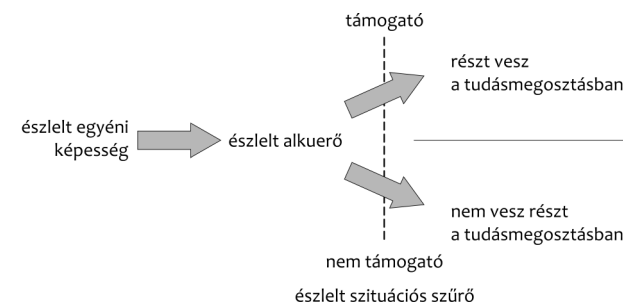 támogató
részt vesz
a tudásmegosztásban
észlelt egyéni
képesség
észlelt alkuerő
nem vesz részt
a tudásmegosztásban
nem támogató
észlelt szituációs szűrő